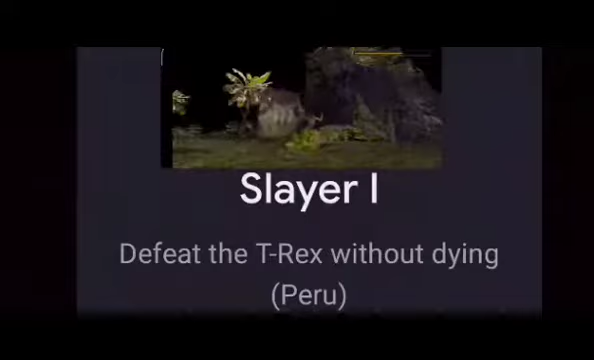 Slayer I
Defeat the T-Rex without dying
(Peru)